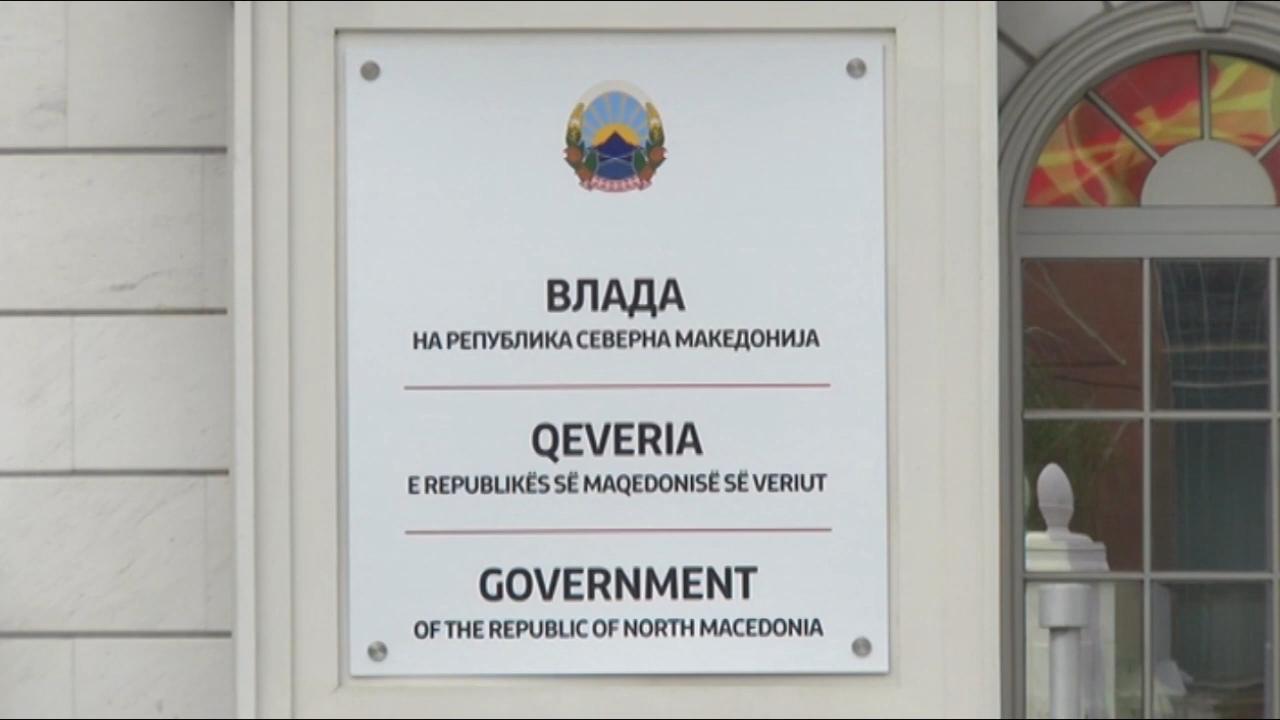 ВЛАДА
НА РЕПУБЛИКА СЕВЕРНА МАКЕДОНИЈА
QEVERIA
E REPUBLIKËS SË MAQEDONISË SË VERIUT
GOVERNMENT
OF THE REPUBLIC OF NORTH MACEDONIA